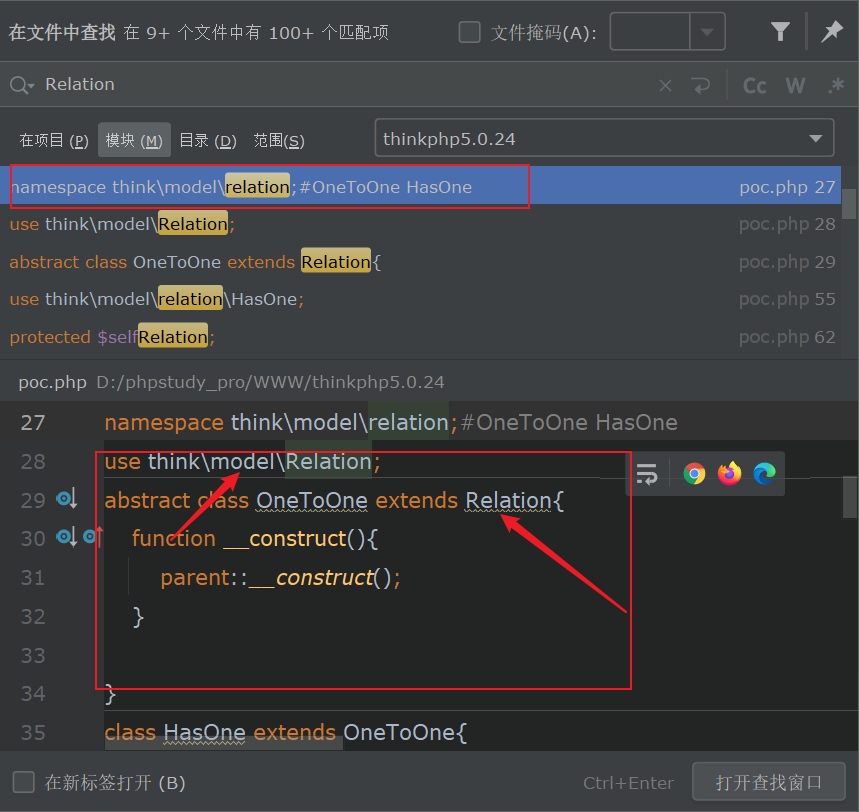 在文件中查找 在 9+ 个文件中有 100+ 个匹配项 文件掩码(A):
Relation Cc W .*
在项目 (P) 模块 (M) 目录 (D) 范围(S) thinkphp5.0.24
namespace think\model\relation;#OneToOne HasOne poc.php 27
use think\model\Relation; poc.php 28
abstract class OneToOne extends Relation{ poc.php 29
use think\model\relation\HasOne; poc.php 55
protected $selfRelation; poc.php 62
poc.php D:/phpstudy_pro/WWW/thinkphp5.0.24
27 namespace think\model\relation;#OneToOne HasOne
28 use think\model\Relation;
29 abstract class OneToOne extends Relation{
30 function __construct(){
31 parent::__construct();
32 }
33
34 }
35 class HasOne extends OneToOne{
在新标签打开 (B) Ctrl+Enter 打开查找窗口